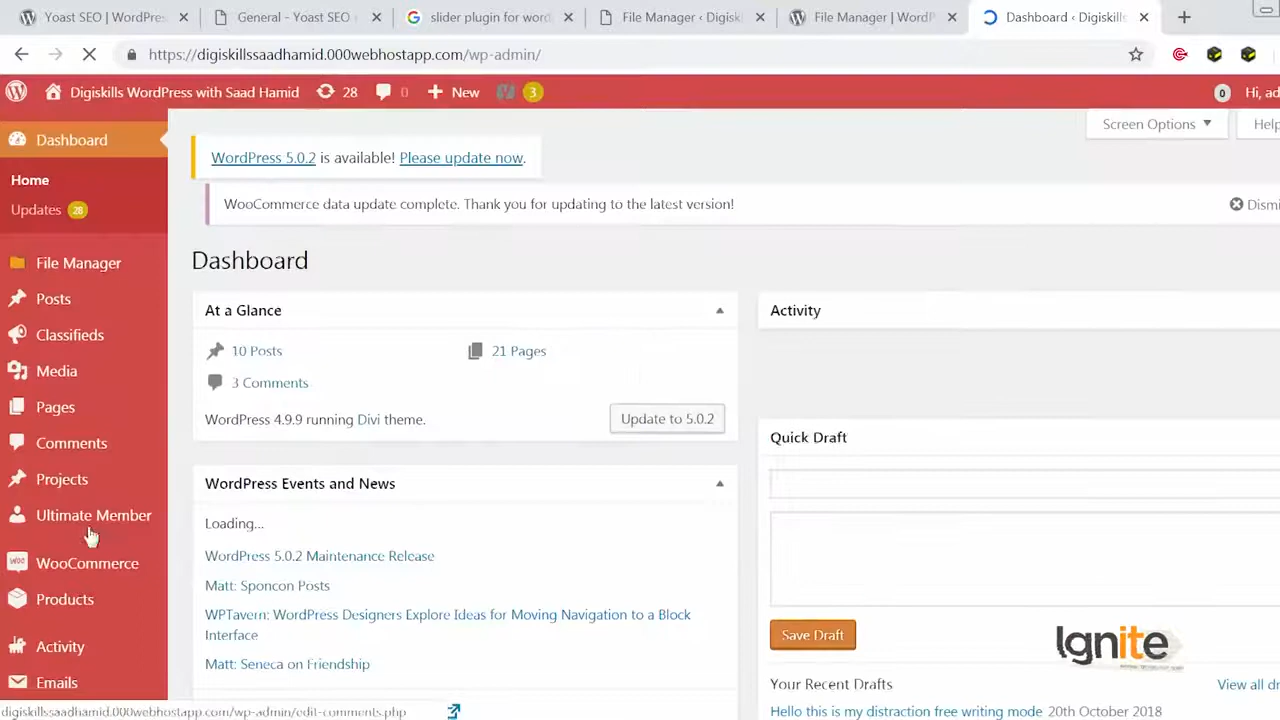 Yoast SEO | WordPres
General - Yoast SEO
slider plugin for word
File Manager ‹ Digiskill
File Manager | WordP
Dashboard ‹ Digiskills
https://digiskillssaadhamid.000webhostapp.com/wp-admin/
Digiskills WordPress with Saad Hamid
28
0
New
3
0
Hi, ad
Dashboard
Home
Updates 28
File Manager
Posts
Classifieds
Media
Pages
Comments
Projects
Ultimate Member
WooCommerce
Products
Activity
Emails
Screen Options
Help
WordPress 5.0.2 is available! Please update now.
WooCommerce data update complete. Thank you for updating to the latest version!
Dismi
Dashboard
At a Glance
10 Posts
21 Pages
3 Comments
WordPress 4.9.9 running Divi theme.
Update to 5.0.2
WordPress Events and News
Loading...
WordPress 5.0.2 Maintenance Release
Matt: Sponcon Posts
WPTavern: WordPress Designers Explore Ideas for Moving Navigation to a Block
Interface
Matt: Seneca on Friendship
Activity
Quick Draft
Save Draft
Ignite
Your Recent Drafts
View all dr
Hello this is my distraction free writing mode 20th October 2018
digiskillssaadhamid.000webhostapp.com/wp-admin/edit-comments.php